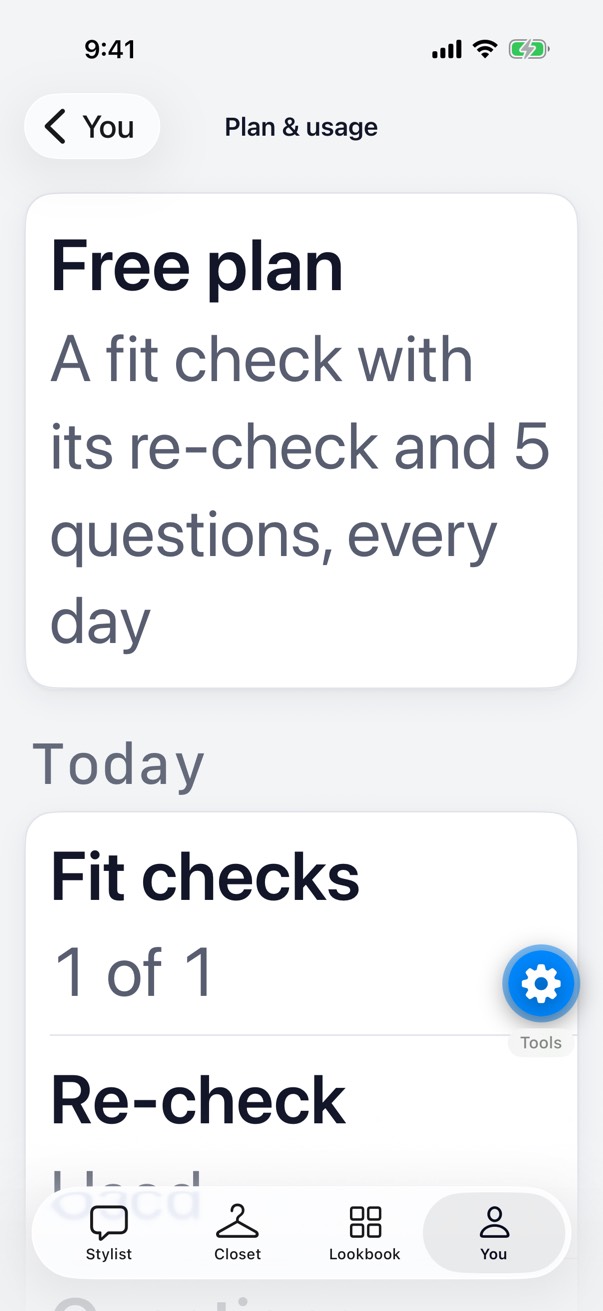 9:41
You
Plan & usage
Free plan
A fit check with
its re-check and 5
questions, every
day
Today
Fit checks
1 of 1
Tools
Re-check
Used
Stylist
Closet
Lookbook
You